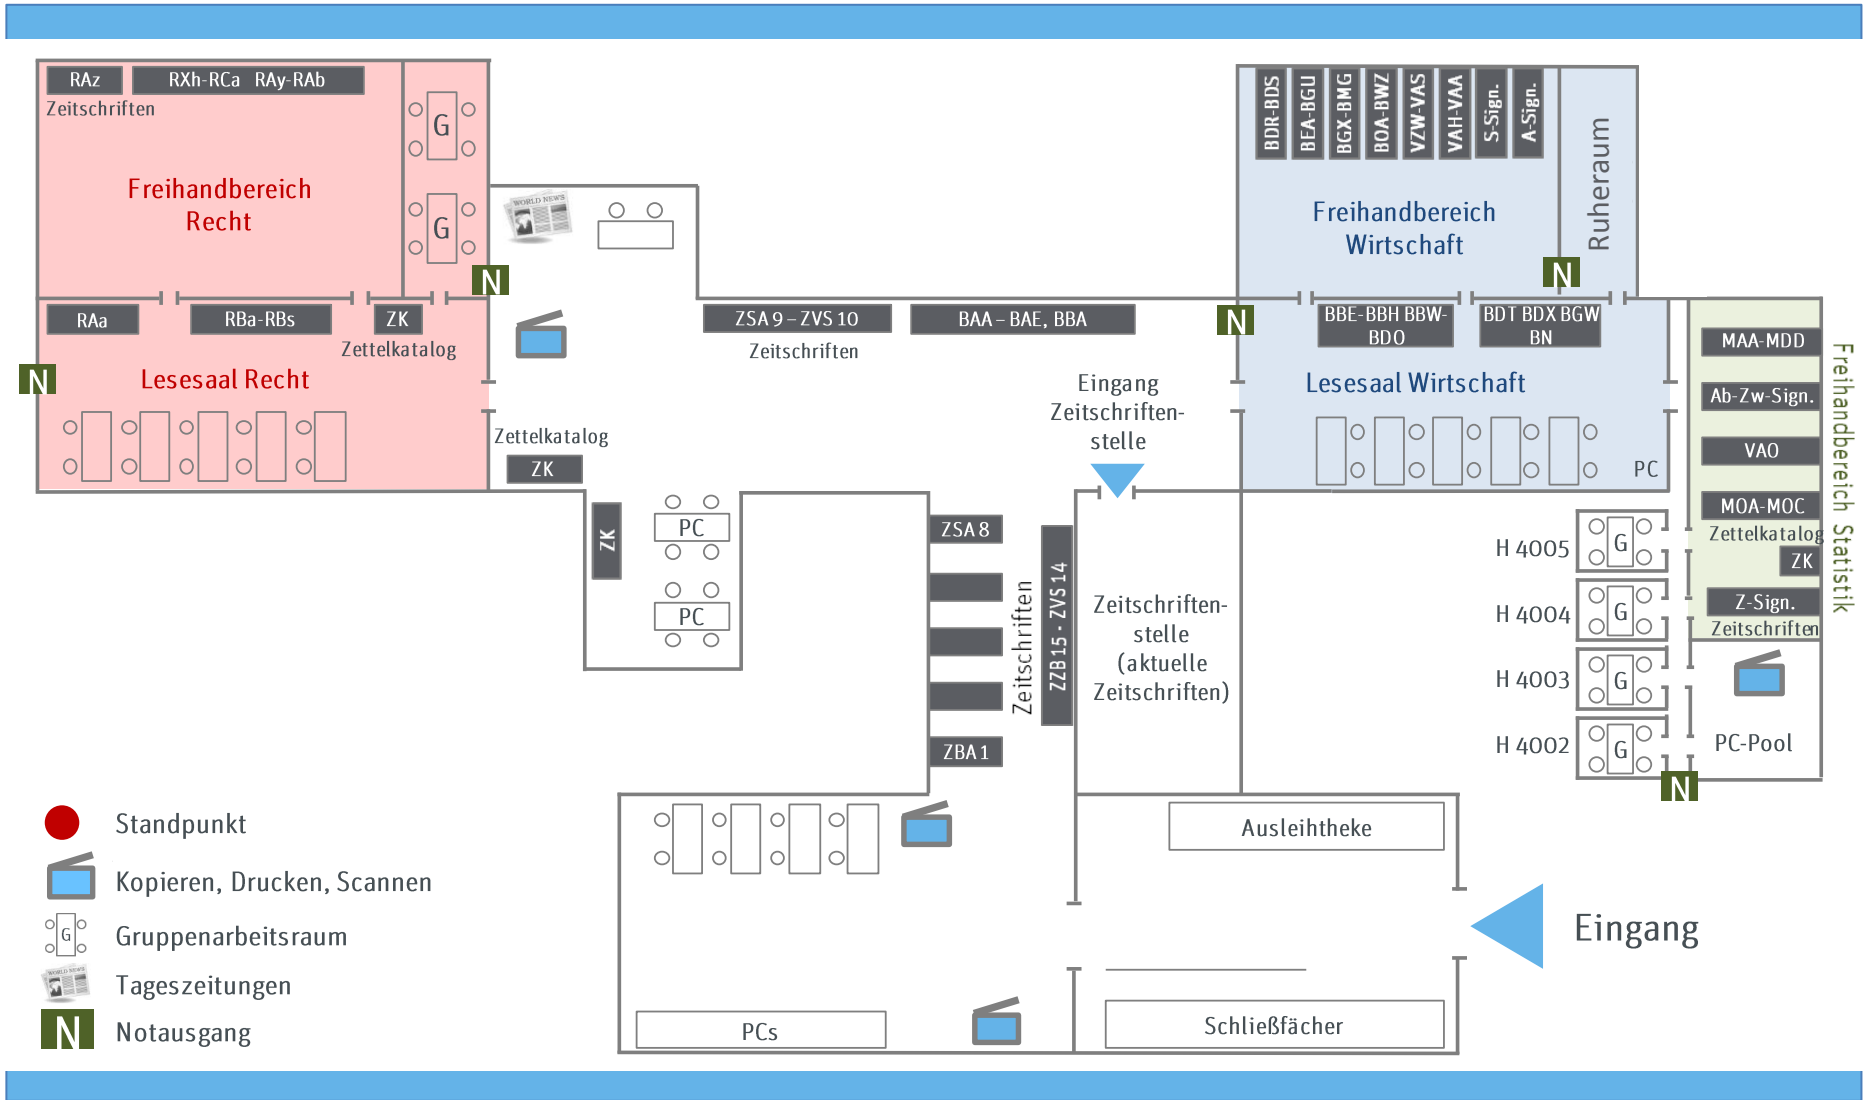 RAz
RXh-RCa RAy-RAb
Zeitschriften
G
Freihandbereich
Recht
G
N
RAa
RBa-RBs
ZK
Zettelkatalog
N
Lesesaal Recht
WORLD NEWS
ZSA 9 – ZVS 10
Zeitschriften
BAA – BAE, BBA
Zettelkatalog
ZK
ZK
PC
PC
BDR-BDS
BEA-BGU
BGX-BMG
BOA-BWZ
VZW-VAS
VAH-VAA
S-Sign.
A-Sign.
Freihandbereich
Wirtschaft
Ruheraum
N
N
BBE-BBH BBW-
BDO
BDT BDX BGW
BN
Lesesaal Wirtschaft
PC
Eingang
Zeitschriften-
stelle
MAA-MDD
Ab-Zw-Sign.
VAO
MOA-MOC
Zettelkatalog
ZK
Z-Sign.
Zeitschriften
Freihandbereich Statistik
ZSA 8
ZBA 1
Zeitschriften
ZZB 15 - ZVS 14
Zeitschriften-
stelle
(aktuelle
Zeitschriften)
H 4005
G
H 4004
G
H 4003
G
H 4002
G
PC-Pool
N
Ausleihtheke
Eingang
Schließfächer
PCs
Standpunkt
Kopieren, Drucken, Scannen
G
Gruppenarbeitsraum
WORLD NEWS
Tageszeitungen
N
Notausgang